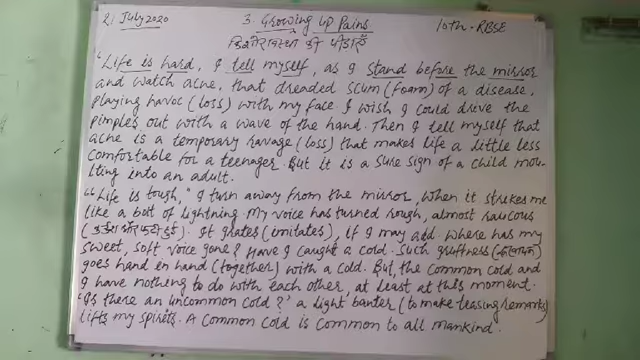 21 July 2020 3. Growing up Pains 10th - RBSE
किशोरावस्था की पीड़ाएँ
"Life is hard, I tell myself, as I stand before the mirror
and watch acne, that dreaded scum (foam) of a disease,
playing havoc (loss) with my face. I wish I could drive the
pimples out with a wave of the hand. Then I tell myself that
acne is a temporary ravage (loss) that makes life a little less
comfortable for a teenager. But it is a sure sign of a child mou-
lting into an adult.
"Life is tough," I turn away from the mirror, when it strikes me
like a bolt of lightning. My voice has turned rough, almost raucous
It grates (imitates), if I may add. Where has my
sweet, soft voice gone? Have I caught a cold. Such gruffness
goes hand in hand (together) with a cold. But, the common cold and
I have nothing to do with each other, at least at this moment.
'Is there an uncommon cold?' a light banter (to make teasing remarks)
lifts my spirits. A common cold is common to all mankind.